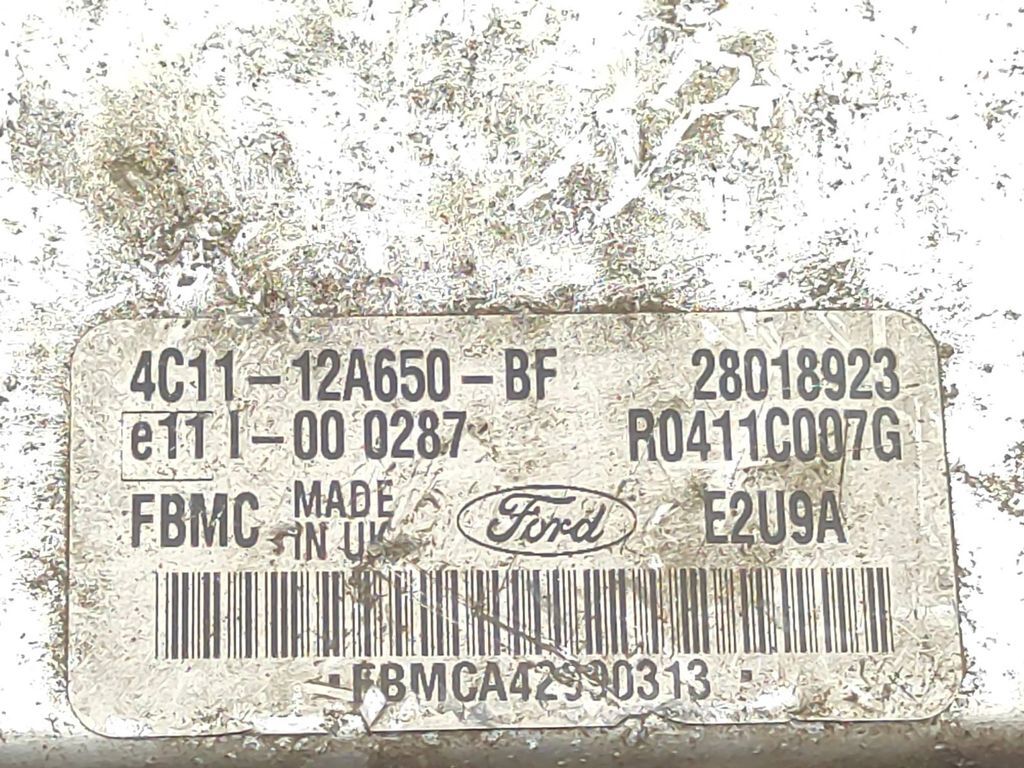 4C11-12A650-BF 28018923
e11 I-00 0287 R0411C007G
FBMC MADE IN UK Ford E2U9A
FBMCA42990313